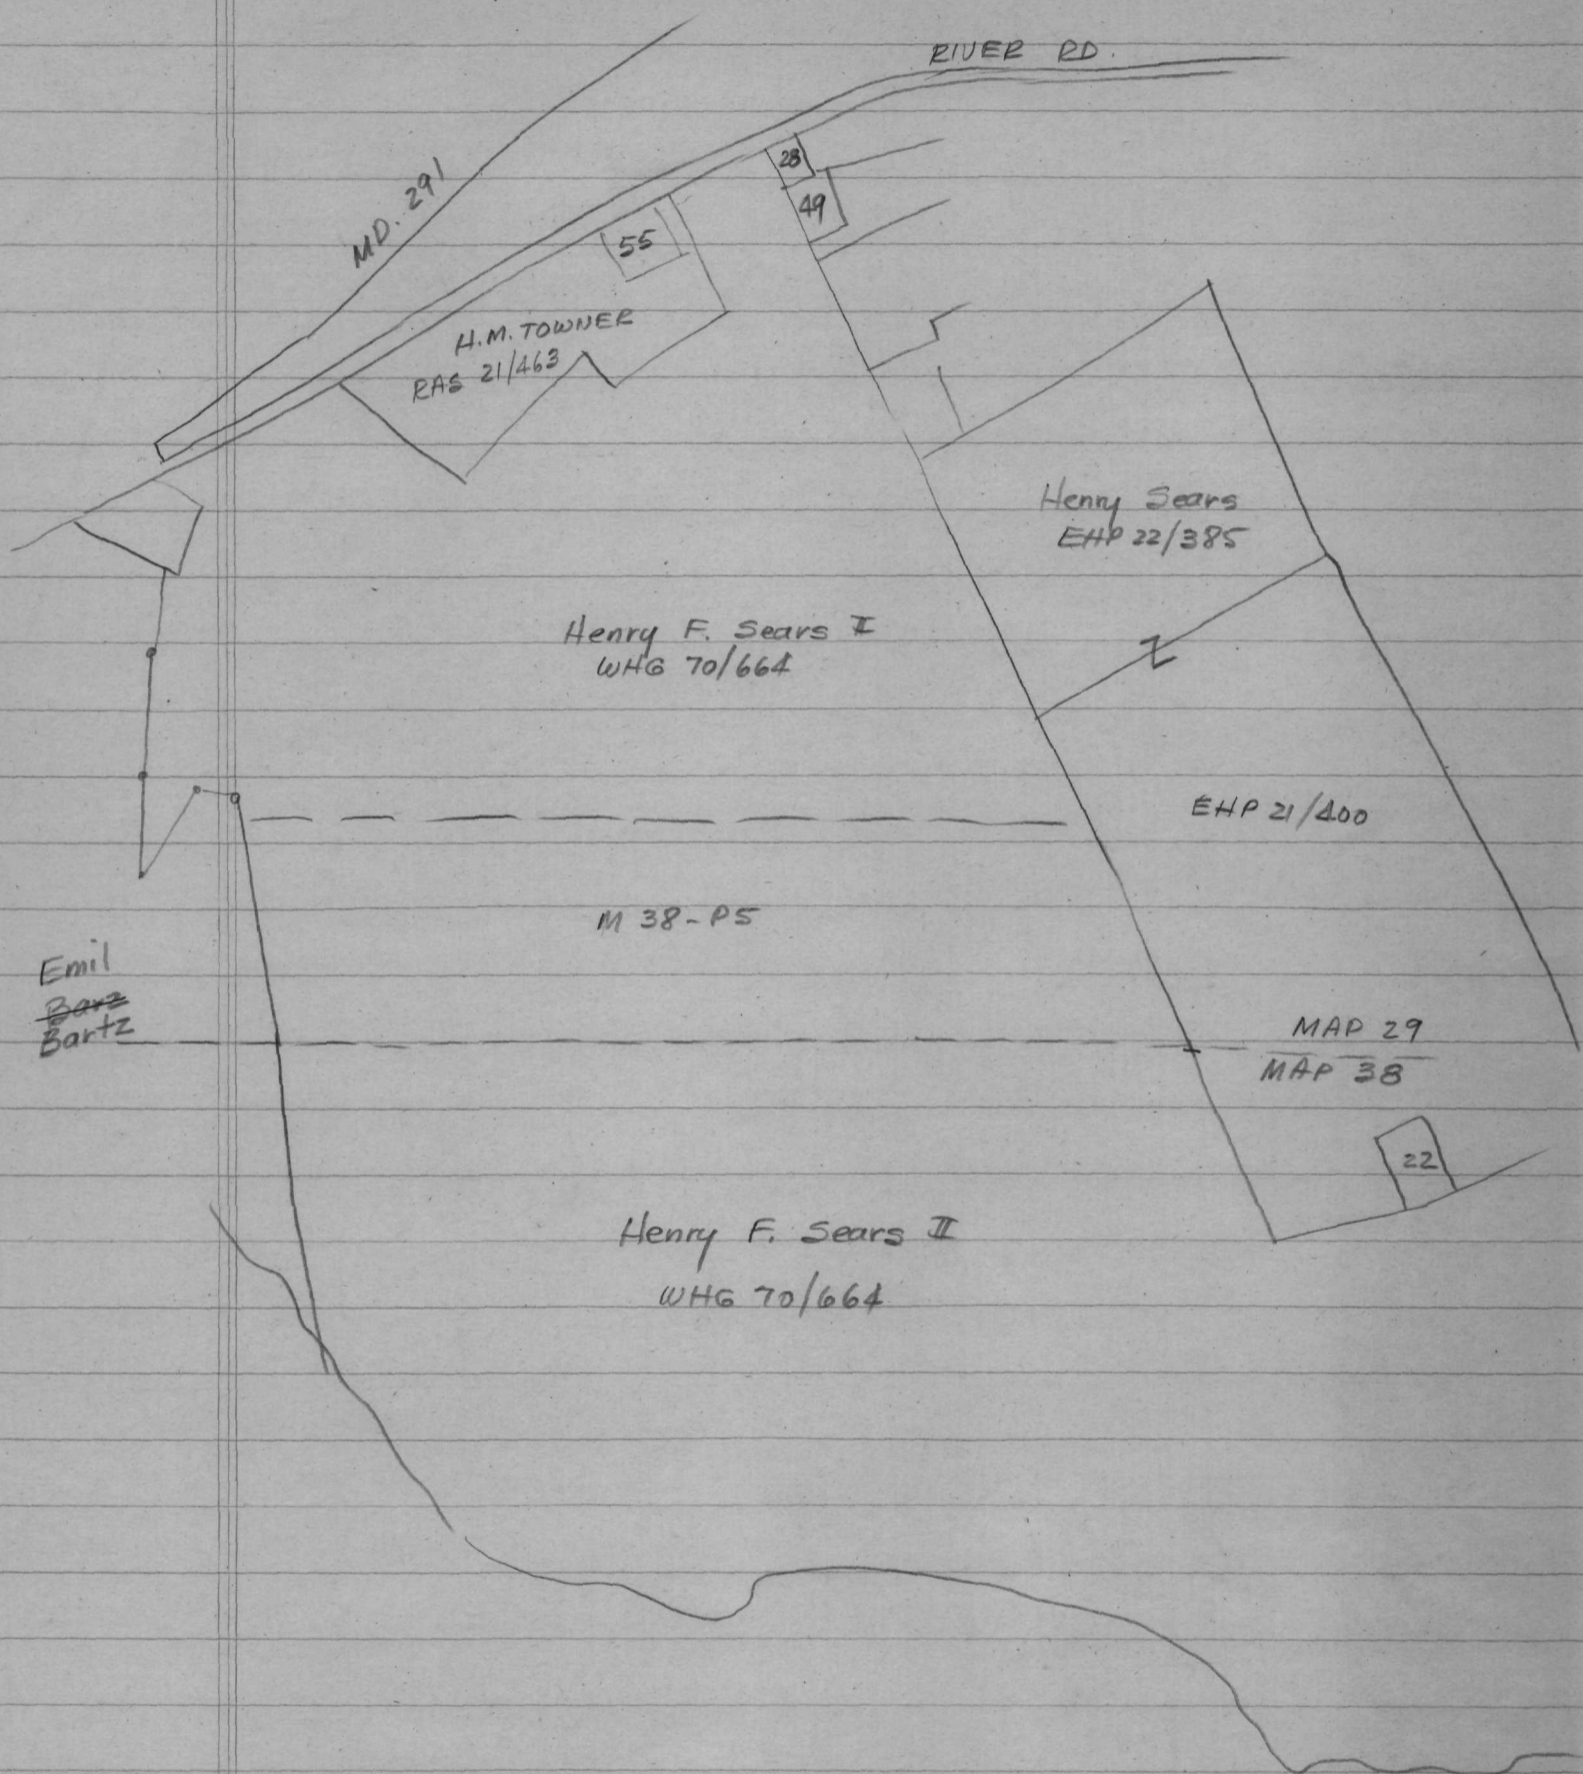 RIVER RD.
MD. 291
28
49
55
H.M. TOWNER
RAS 21/463
Henry Sears
EHP 22/385
Henry F. Sears II
WHG 70/664
EHP 21/400
M 38-P5
Emil
Barz
Bartz
MAP 29
MAP 38
22
Henry F. Sears II
WHG 70/664